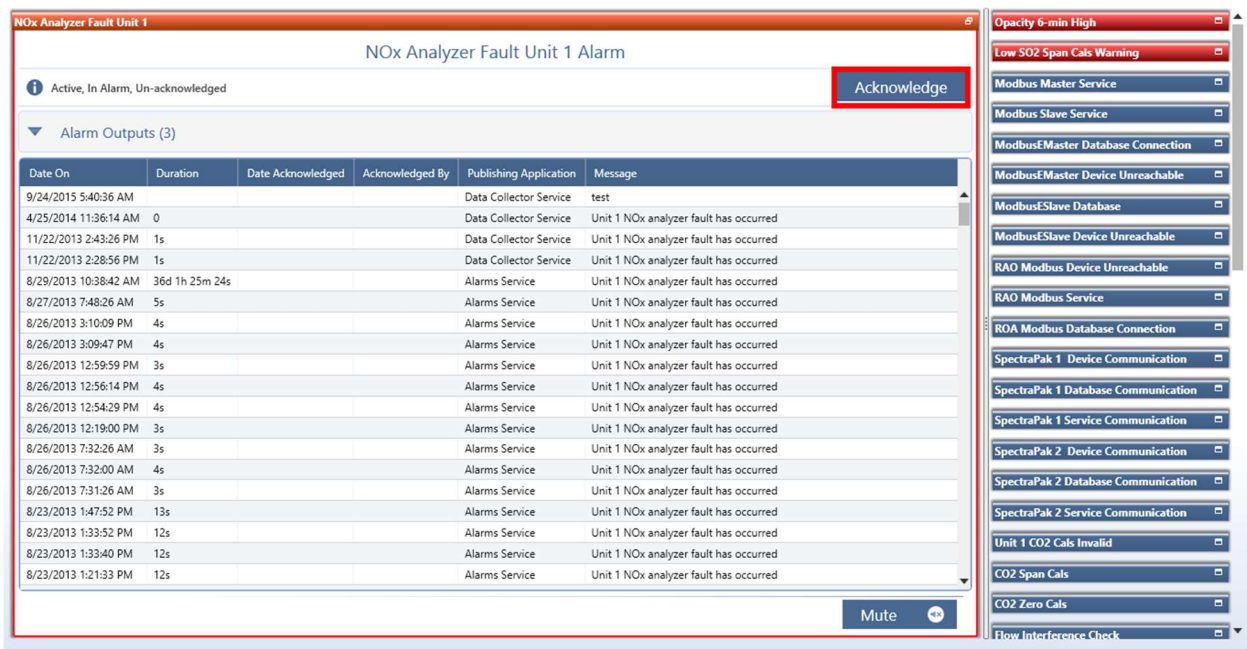 NOx Analyzer Fault Unit 1
NOx Analyzer Fault Unit 1 Alarm
Active, In Alarm, Un-acknowledged
Acknowledge
Alarm Outputs (3)
Date On Duration Date Acknowledged Acknowledged By Publishing Application Message
9/24/2015 5:40:36 AM Data Collector Service test
4/25/2014 11:36:14 AM 0 Data Collector Service Unit 1 NOx analyzer fault has occurred
11/22/2013 2:43:26 PM 1s Data Collector Service Unit 1 NOx analyzer fault has occurred
11/22/2013 2:28:56 PM 1s Data Collector Service Unit 1 NOx analyzer fault has occurred
8/29/2013 10:38:42 AM 36d 1h 25m 24s Alarms Service Unit 1 NOx analyzer fault has occurred
8/27/2013 7:48:26 AM 5s Alarms Service Unit 1 NOx analyzer fault has occurred
8/26/2013 3:10:09 PM 4s Alarms Service Unit 1 NOx analyzer fault has occurred
8/26/2013 3:09:47 PM 4s Alarms Service Unit 1 NOx analyzer fault has occurred
8/26/2013 12:59:59 PM 3s Alarms Service Unit 1 NOx analyzer fault has occurred
8/26/2013 12:56:14 PM 4s Alarms Service Unit 1 NOx analyzer fault has occurred
8/26/2013 12:54:29 PM 4s Alarms Service Unit 1 NOx analyzer fault has occurred
8/26/2013 12:19:00 PM 3s Alarms Service Unit 1 NOx analyzer fault has occurred
8/26/2013 7:32:26 AM 3s Alarms Service Unit 1 NOx analyzer fault has occurred
8/26/2013 7:32:00 AM 4s Alarms Service Unit 1 NOx analyzer fault has occurred
8/26/2013 7:31:26 AM 3s Alarms Service Unit 1 NOx analyzer fault has occurred
8/23/2013 1:47:52 PM 13s Alarms Service Unit 1 NOx analyzer fault has occurred
8/23/2013 1:33:52 PM 12s Alarms Service Unit 1 NOx analyzer fault has occurred
8/23/2013 1:33:40 PM 12s Alarms Service Unit 1 NOx analyzer fault has occurred
8/23/2013 1:21:33 PM 12s Alarms Service Unit 1 NOx analyzer fault has occurred
Mute
Opacity 6-min High
Low SO2 Span Cals Warning
Modbus Master Service
Modbus Slave Service
ModbusEMaster Database Connection
ModbusEMaster Device Unreachable
ModbusESlave Database
ModbusESlave Device Unreachable
RAO Modbus Device Unreachable
RAO Modbus Service
ROA Modbus Database Connection
SpectraPak 1 Device Communication
SpectraPak 1 Database Communication
SpectraPak 1 Service Communication
SpectraPak 2 Device Communication
SpectraPak 2 Database Communication
SpectraPak 2 Service Communication
Unit 1 CO2 Cals Invalid
CO2 Span Cals
CO2 Zero Cals
Flow Interference Check